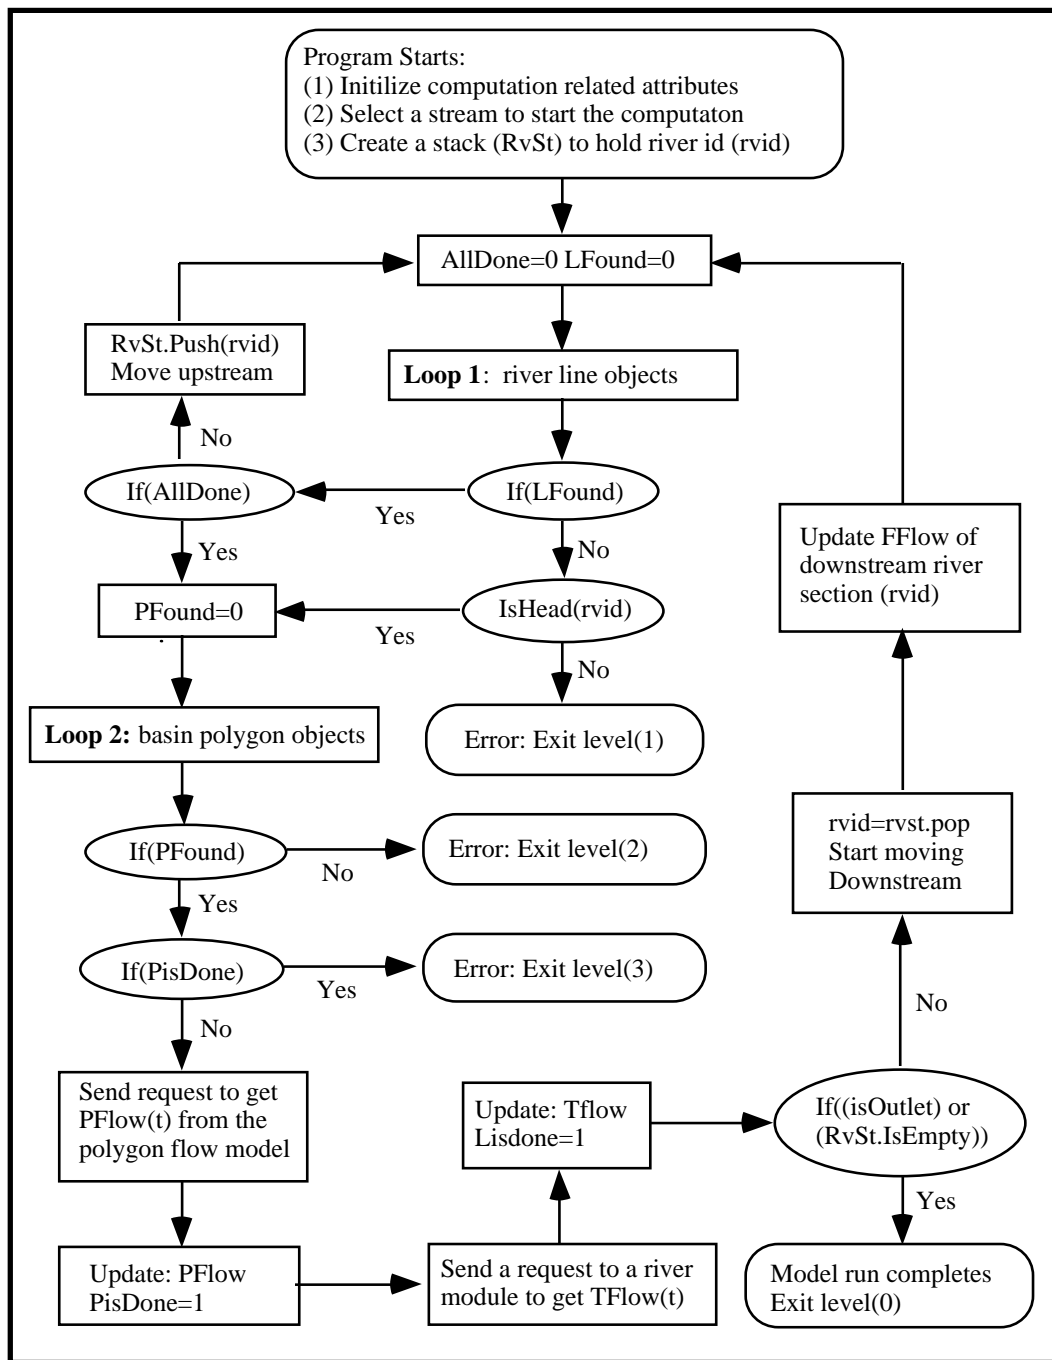 Program Starts:
(1) Initilize computation related attributes
(2) Select a stream to start the computaton
(3) Create a stack (RvSt) to hold river id (rvid)
AllDone=0 LFound=0
RvSt.Push(rvid)
Move upstream
Loop 1:  river line objects
No
If(AllDone)
Yes
If(LFound)
Yes
No
Update FFlow of
downstream river
section (rvid)
PFound=0
Yes
IsHead(rvid)
No
Loop 2: basin polygon objects
Error: Exit level(1)
If(PFound)
No
Error: Exit level(2)
rvid=rvst.pop
Start moving
Downstream
Yes
If(PisDone)
Yes
Error: Exit level(3)
No
No
Send request to get
PFlow(t) from the
polygon flow model
Update: Tflow
Lisdone=1
If((isOutlet) or
(RvSt.IsEmpty))
Yes
Update: PFlow
PisDone=1
Send a request to a river
module to get TFlow(t)
Model run completes
Exit level(0)